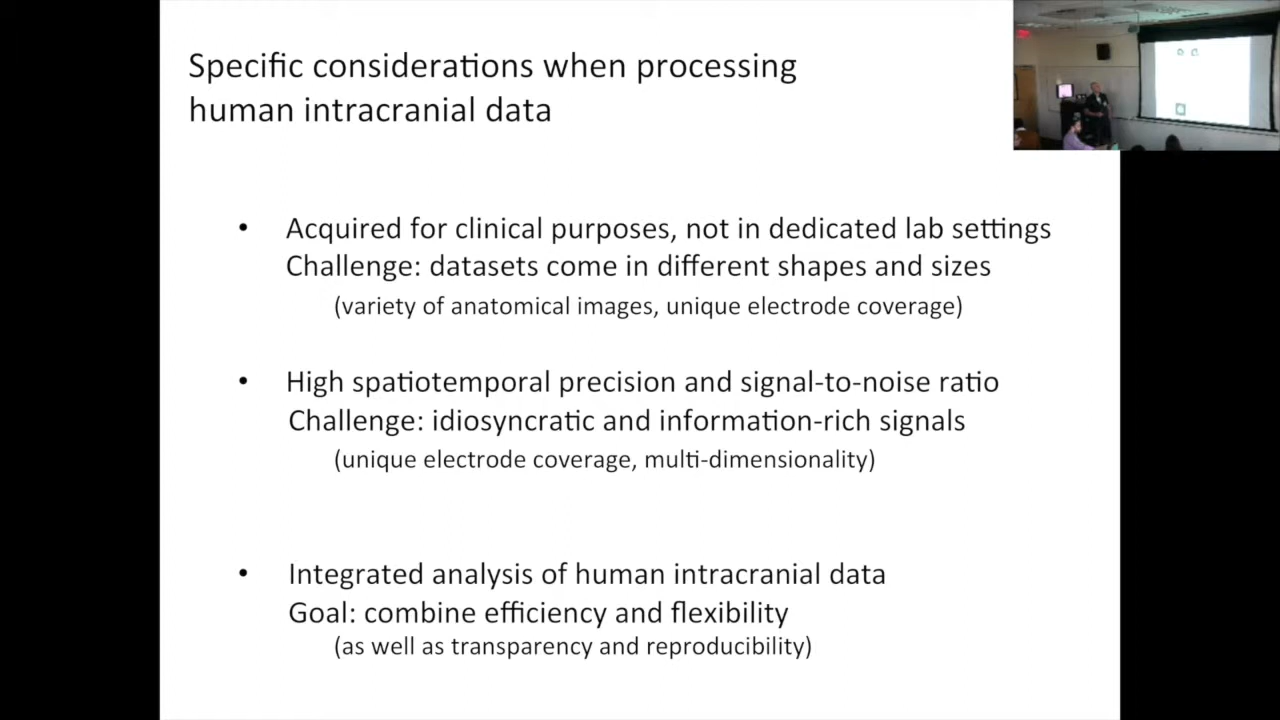 Specific considerations when processing
human intracranial data
• Acquired for clinical purposes, not in dedicated lab settings
Challenge: datasets come in different shapes and sizes
(variety of anatomical images, unique electrode coverage)
• High spatiotemporal precision and signal-to-noise ratio
Challenge: idiosyncratic and information-rich signals
(unique electrode coverage, multi-dimensionality)
• Integrated analysis of human intracranial data
Goal: combine efficiency and flexibility
(as well as transparency and reproducibility)